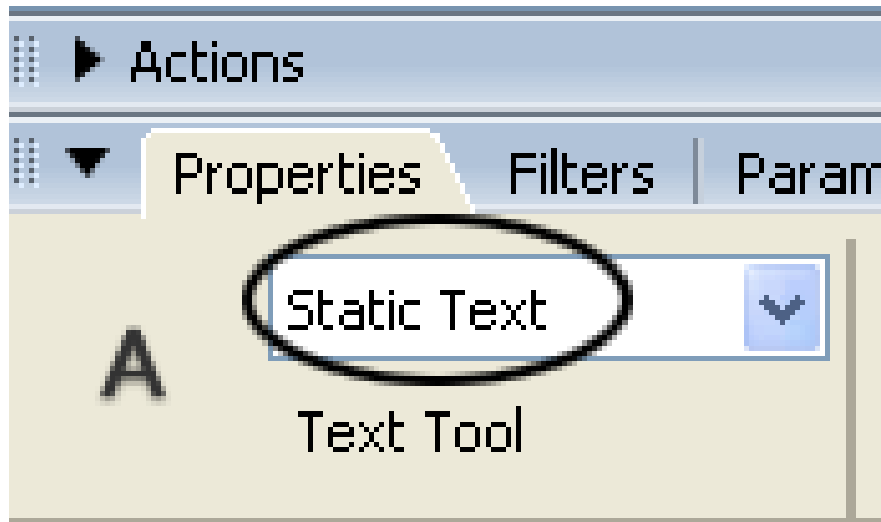 Actions
Properties Filters Param
Static Text
A
Text Tool